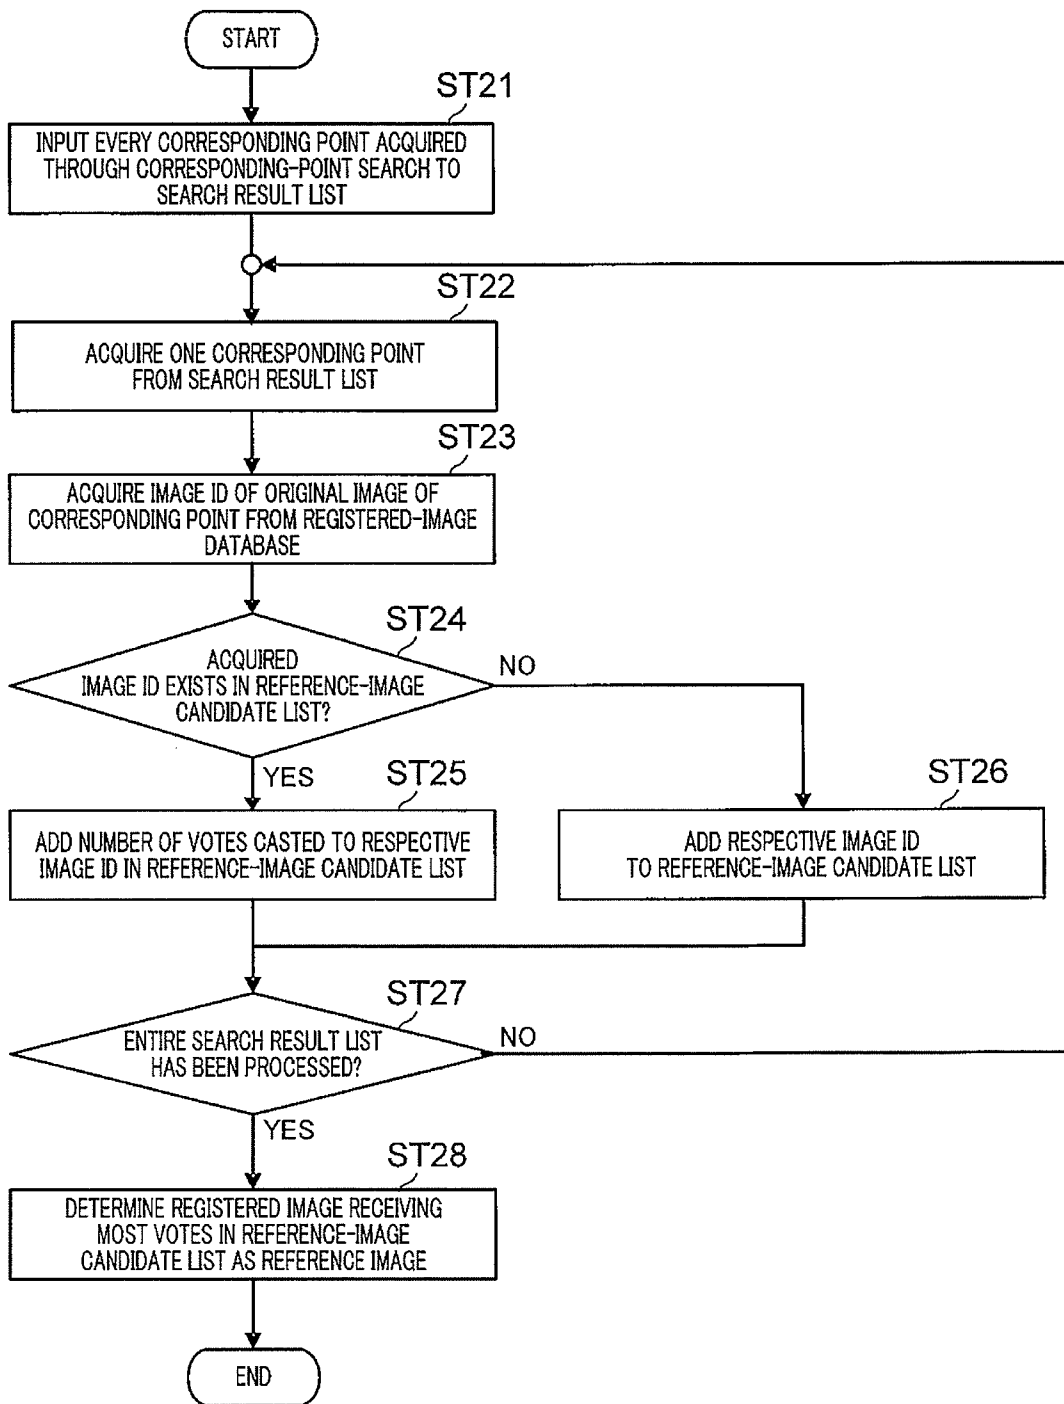 START
ST21
INPUT EVERY CORRESPONDING POINT ACQUIRED
THROUGH CORRESPONDING-POINT SEARCH TO
SEARCH RESULT LIST
ST22
ACQUIRE ONE CORRESPONDING POINT
FROM SEARCH RESULT LIST
ST23
ACQUIRE IMAGE ID OF ORIGINAL IMAGE OF
CORRESPONDING POINT FROM REGISTERED-IMAGE
DATABASE
ST24
ACQUIRED
IMAGE ID EXISTS IN REFERENCE-IMAGE
CANDIDATE LIST?
NO
YES
ST25
ADD NUMBER OF VOTES CASTED TO RESPECTIVE
IMAGE ID IN REFERENCE-IMAGE CANDIDATE LIST
ST26
ADD RESPECTIVE IMAGE ID
TO REFERENCE-IMAGE CANDIDATE LIST
ST27
ENTIRE SEARCH RESULT LIST
HAS BEEN PROCESSED?
NO
YES
ST28
DETERMINE REGISTERED IMAGE RECEIVING
MOST VOTES IN REFERENCE-IMAGE
CANDIDATE LIST AS REFERENCE IMAGE
END